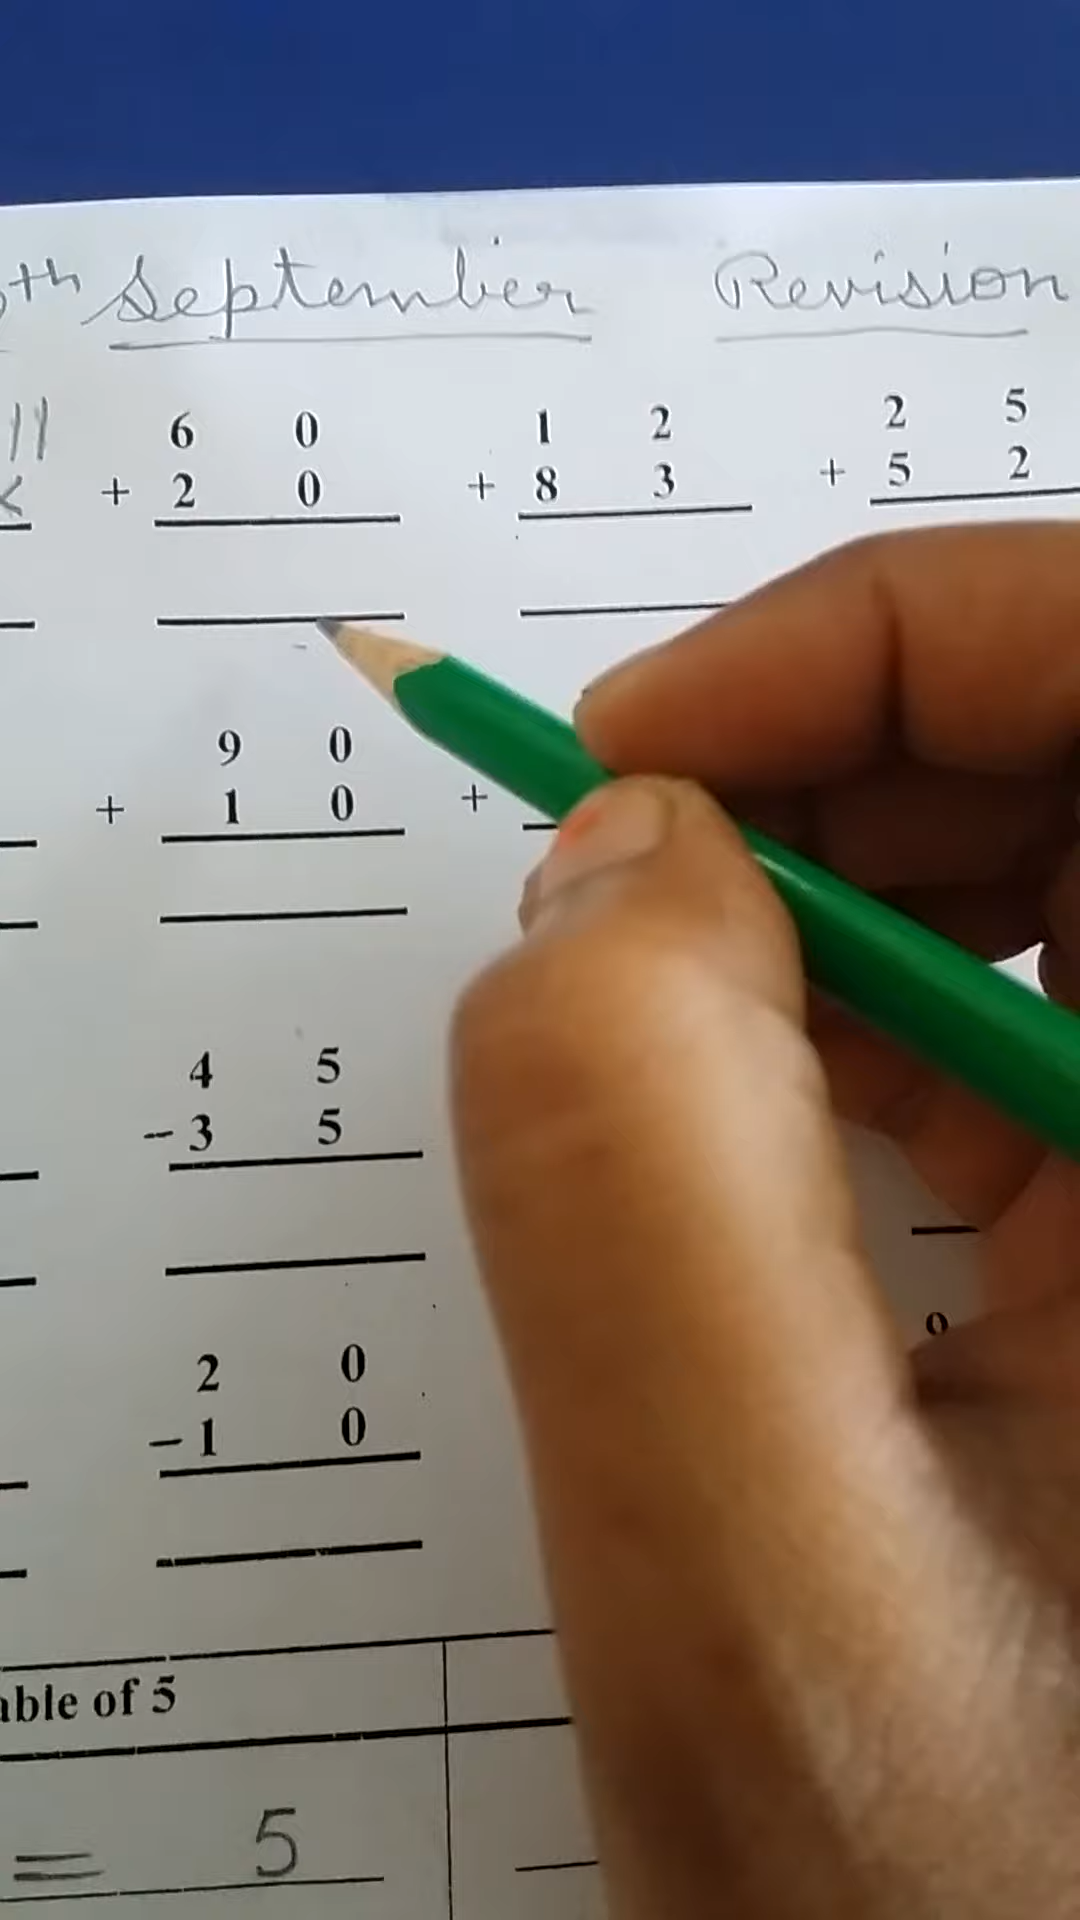 th September Revision
11 6 0 1 2 2 5
+ 2 0 + 8 3 + 5 2
9 0
+ 1 0 +
4 5
- 3 5
2 0
- 1 0
able of 5
= 5